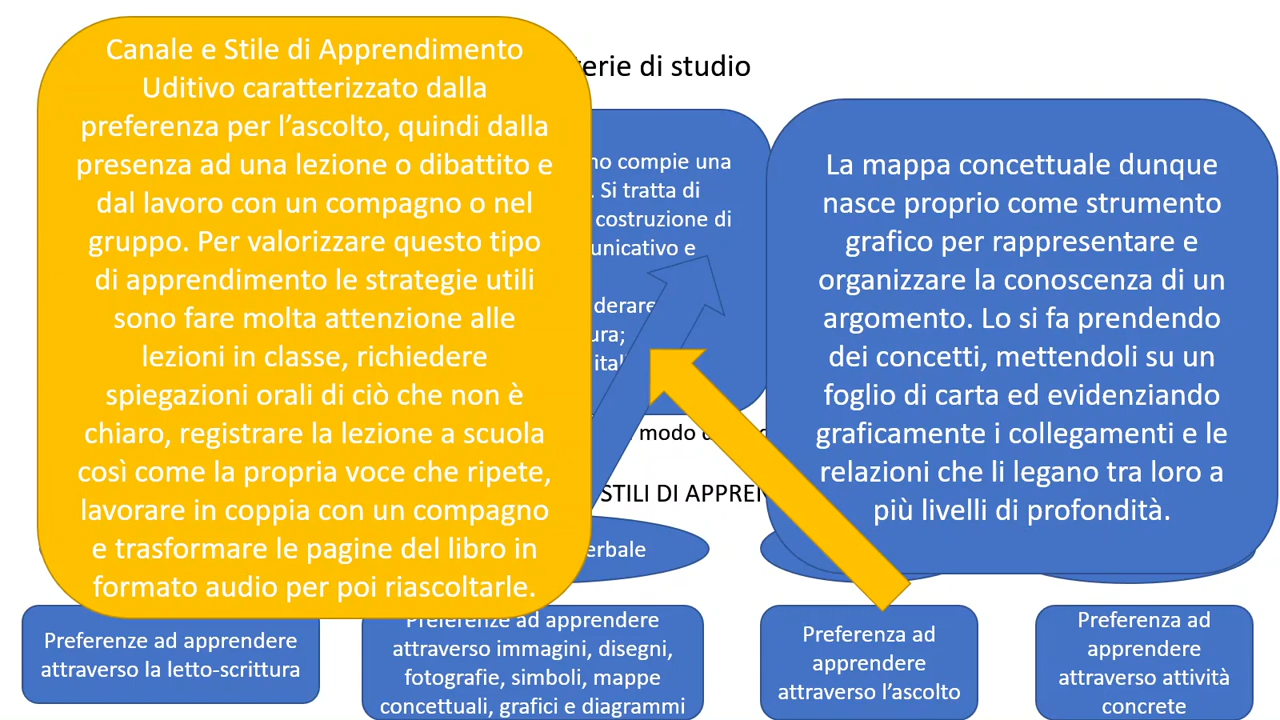 Canale e Stile di Apprendimento
Uditivo caratterizzato dalla
preferenza per l’ascolto, quindi dalla
presenza ad una lezione o dibattito e
dal lavoro con un compagno o nel
gruppo. Per valorizzare questo tipo
di apprendimento le strategie utili
sono fare molta attenzione alle
lezioni in classe, richiedere
spiegazioni orali di ciò che non è
chiaro, registrare la lezione a scuola
così come la propria voce che ripete,
lavorare in coppia con un compagno
e trasformare le pagine del libro in
formato audio per poi riascoltarle.
di studio
compie una
Si tratta di
costruzione di
e
La mappa concettuale dunque
nasce proprio come strumento
grafico per rappresentare e
organizzare la conoscenza di un
argomento. Lo si fa prendendo
dei concetti, mettendoli su un
foglio di carta ed evidenziando
graficamente i collegamenti e le
relazioni che li legano tra loro a
più livelli di profondità.
modo
STILI DI
Preferenze ad apprendere
attraverso la letto-scrittura
Preferenze ad apprendere
attraverso immagini, disegni,
fotografie, simboli, mappe
concettuali, grafici e diagrammi
Preferenza ad
apprendere
attraverso l’ascolto
Preferenza ad
apprendere
attraverso attività
concrete